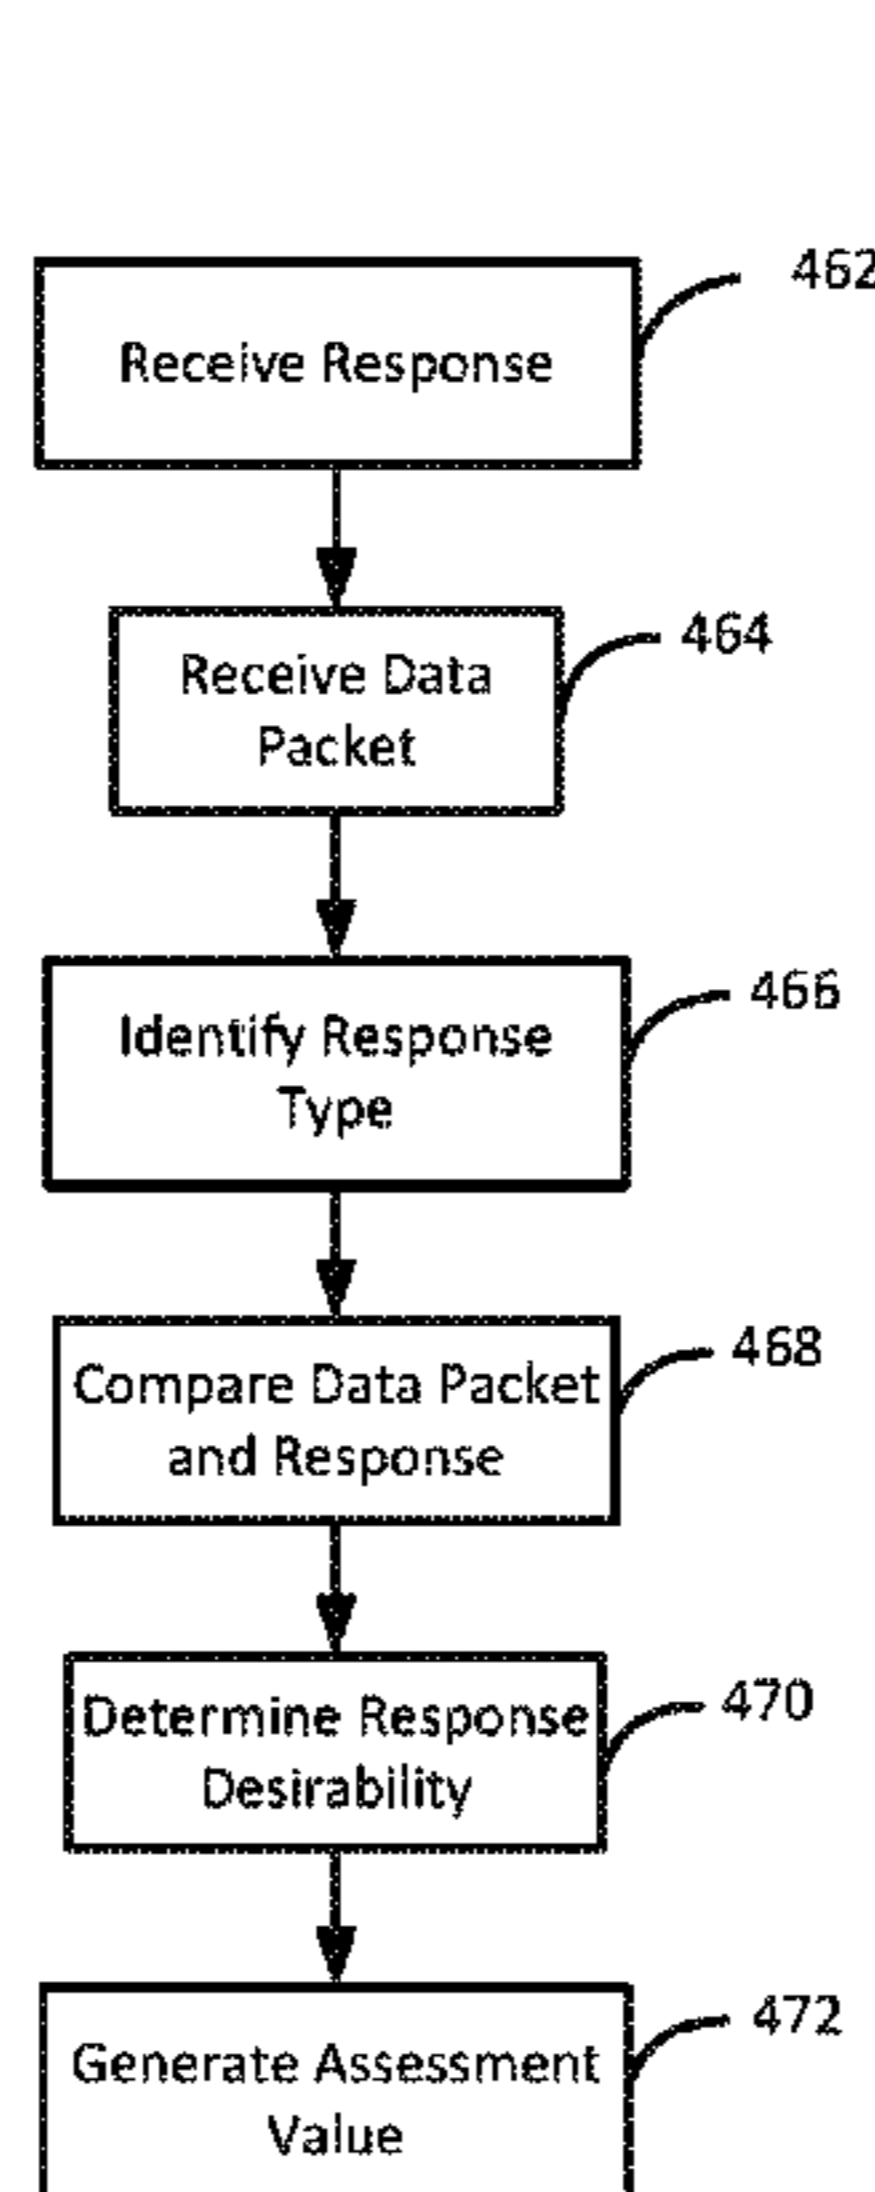 462
Receive Response
464
Receive Data
Packet
466
Identify Response
Type
468
Compare Data Packet
and Response
470
Determine Response
Desirability
472
Generate Assessment
Value